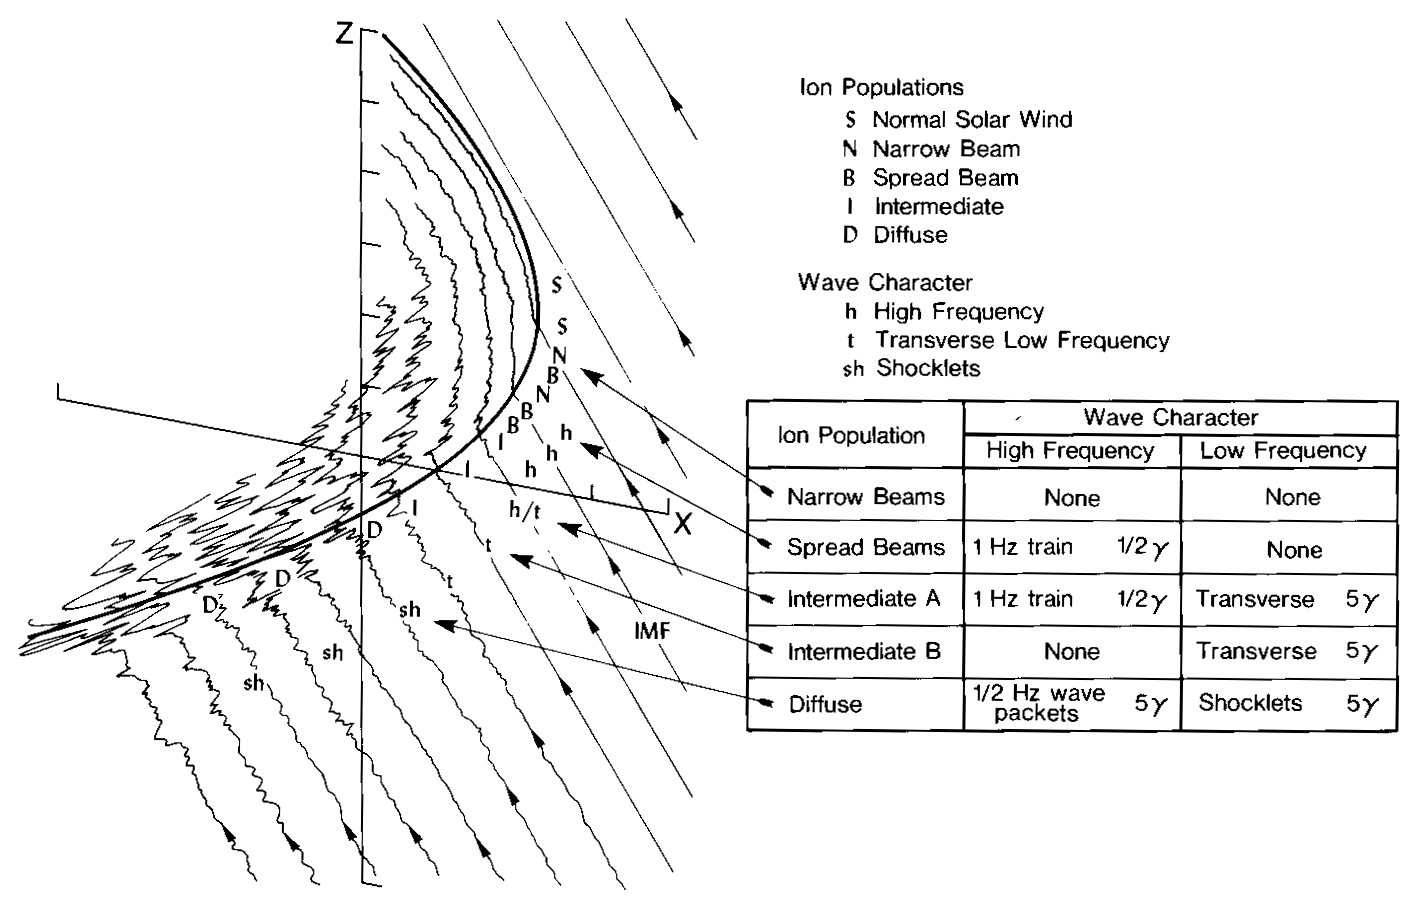 Z
Ion Populations
S Normal Solar Wind
N Narrow Beam
B Spread Beam
I Intermediate
D Diffuse
Wave Character
h High Frequency
t Transverse Low Frequency
sh Shocklets
S
S
N
B
N
B
B
h
I
h
I
h
I
h/t
X
D
t
D
t
D
sh
IMF
sh
sh
Ion Population
Wave Character
High Frequency Low Frequency
Narrow Beams None None
Spread Beams 1 Hz train 1/2γ None
Intermediate A 1 Hz train 1/2γ Transverse 5γ
Intermediate B None Transverse 5γ
Diffuse 1/2 Hz wave packets 5γ Shocklets 5γ